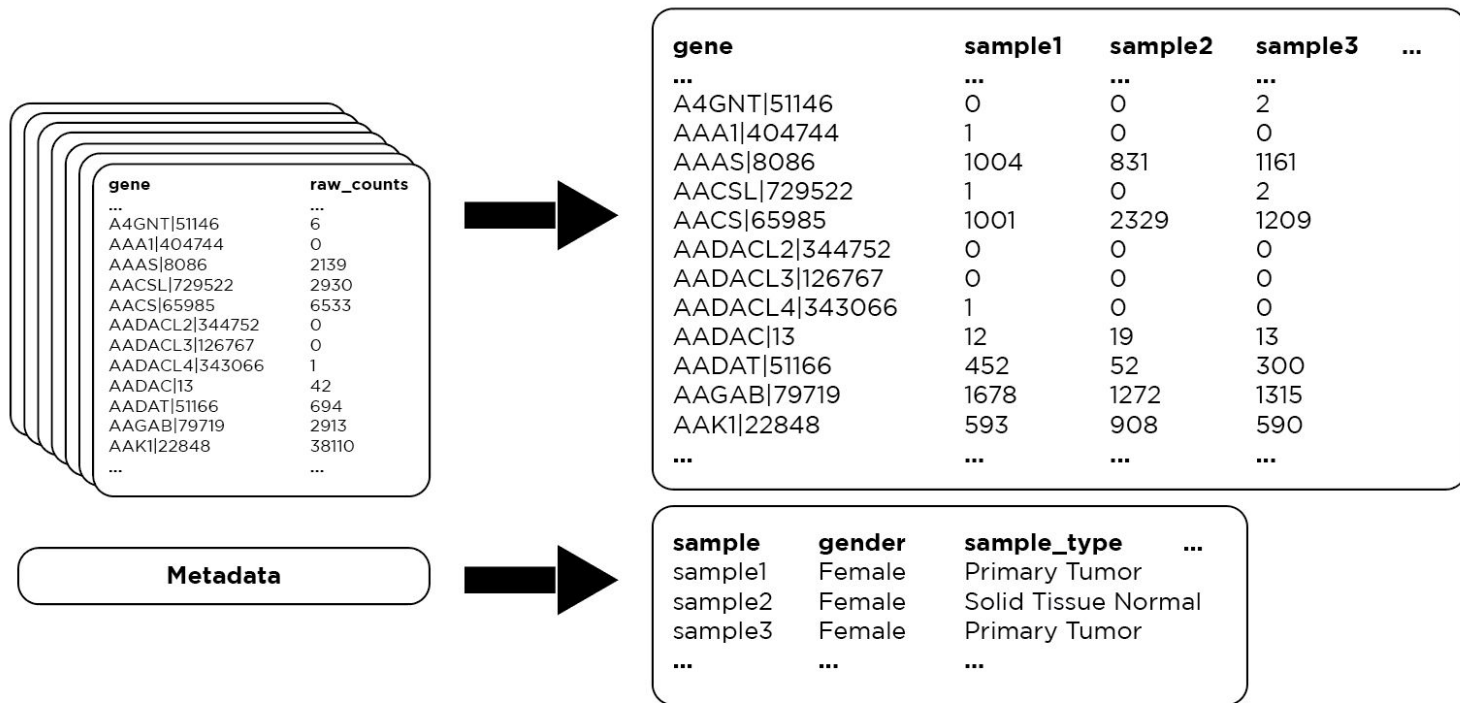 gene raw_counts
... ...
A4GNT|51146 6
AAA1|404744 0
AAAS|8086 2139
AACSL|729522 2930
AACS|65985 6533
AADACL2|344752 0
AADACL3|126767 0
AADACL4|343066 1
AADAC|13 42
AADAT|51166 694
AAGAB|79719 2913
AAK1|22848 38110
... ...
gene sample1 sample2 sample3 ...
... ... ... ...
A4GNT|51146 0 0 2
AAA1|404744 1 0 0
AAAS|8086 1004 831 1161
AACSL|729522 1 0 2
AACS|65985 1001 2329 1209
AADACL2|344752 0 0 0
AADACL3|126767 0 0 0
AADACL4|343066 1 0 0
AADAC|13 12 19 13
AADAT|51166 452 52 300
AAGAB|79719 1678 1272 1315
AAK1|22848 593 908 590
... ... ... ...
Metadata
sample gender sample_type ...
sample1 Female Primary Tumor
sample2 Female Solid Tissue Normal
sample3 Female Primary Tumor
... ... ...